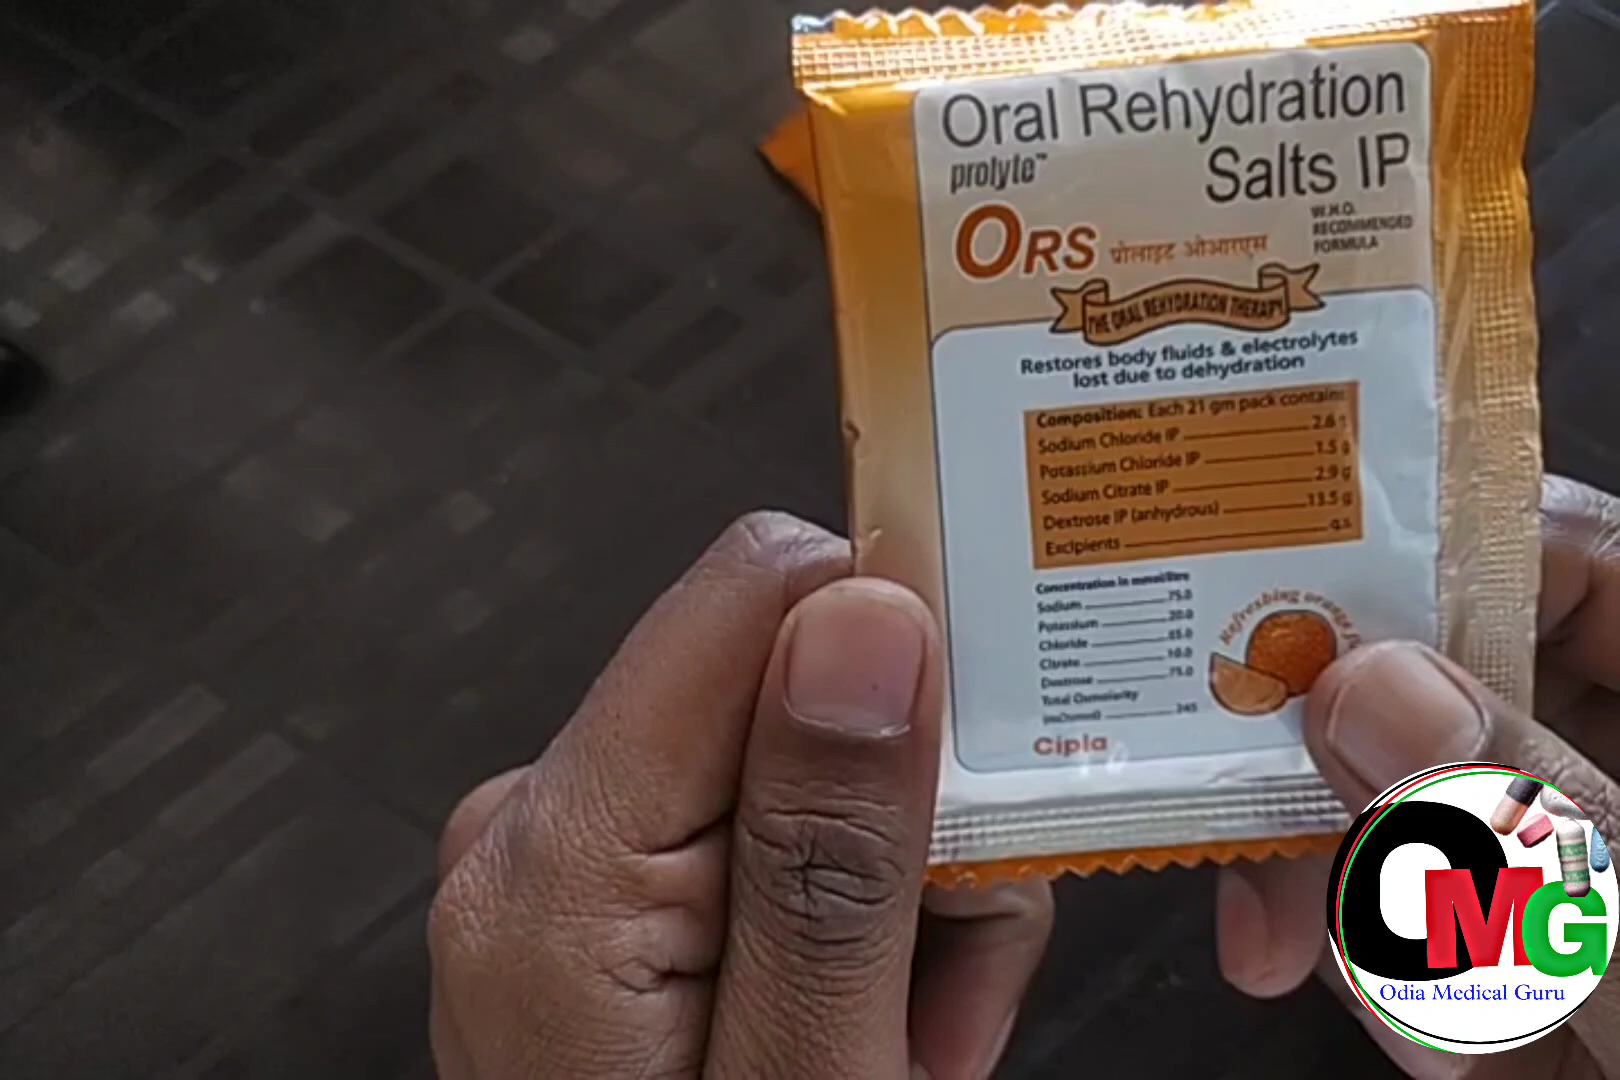 Oral Rehydration
Salts IP
prolyte™
ORS प्रोलाइट ओआरएस
W.H.O.
RECOMMENDED
FORMULA
THE ORAL REHYDRATION THERAPY
Restores body fluids & electrolytes
lost due to dehydration
Composition: Each 21 gm pack contains
Sodium Chloride IP 2.6 g
Potassium Chloride IP 1.5 g
Sodium Citrate IP 2.9 g
Dextrose IP (anhydrous) 13.5 g
Excipients q.s.
Concentration in mmol/litre
Sodium 75.0
Potassium 20.0
Chloride 65.0
Citrate 10.0
Dextrose 75.0
Total Osmolarity
(mOsmol) 245
Refreshing orange
Cipla
OMG
Odia Medical Guru